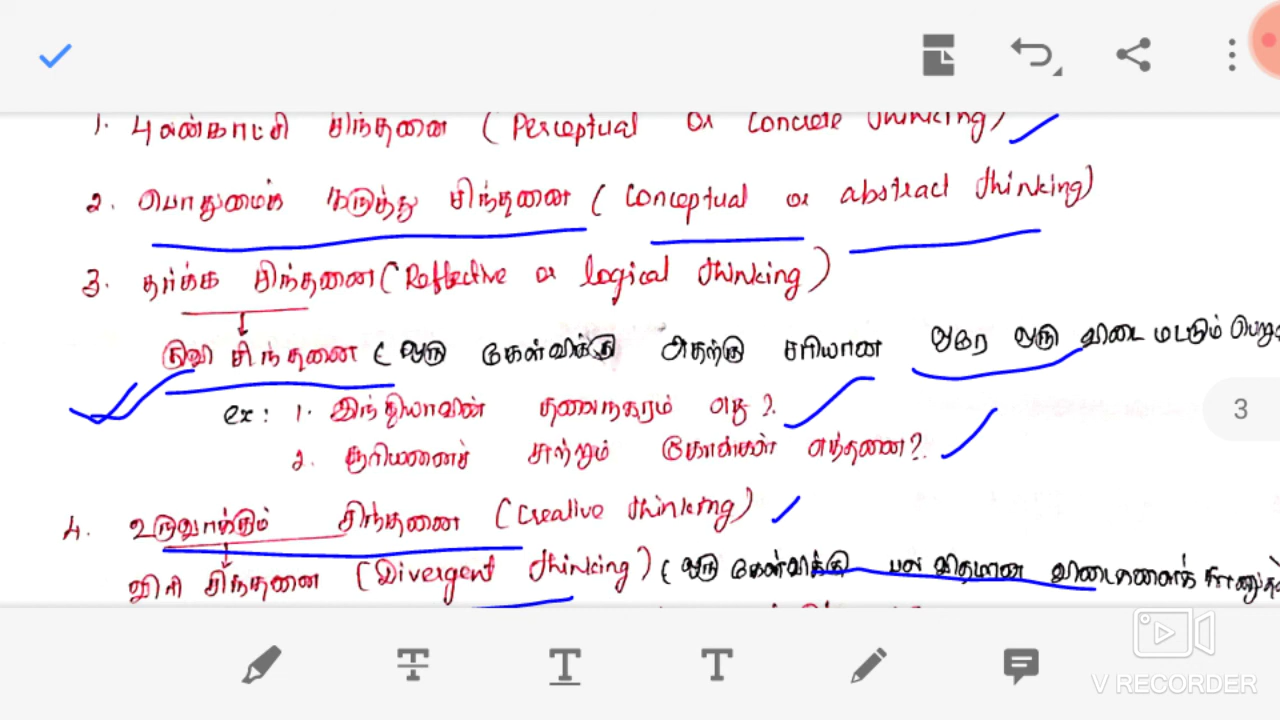 1. புலன்காட்சி சிந்தனை (Perceptual or Concrete thinking)
2. பொதுமைக் கருத்து சிந்தனை (Conceptual or abstract thinking)
3. தர்க்க சிந்தனை (Reflective or logical thinking)
குவி சிந்தனை (ஒரு கேள்விக்கு அதற்கு சரியான ஒரே ஒரு விடை மட்டும்
ex: 1. இந்தியாவின் தலைநகரம் எது?.
2. சூரியனைச் சுற்றும் கோள்கள் எத்தனை?.
3
4. உருவாக்கும் சிந்தனை (Creative thinking)
விரி சிந்தனை (Divergent thinking) (ஒரு கேள்விக்கு பல விதமான விடைகளைக்
V RECORDER